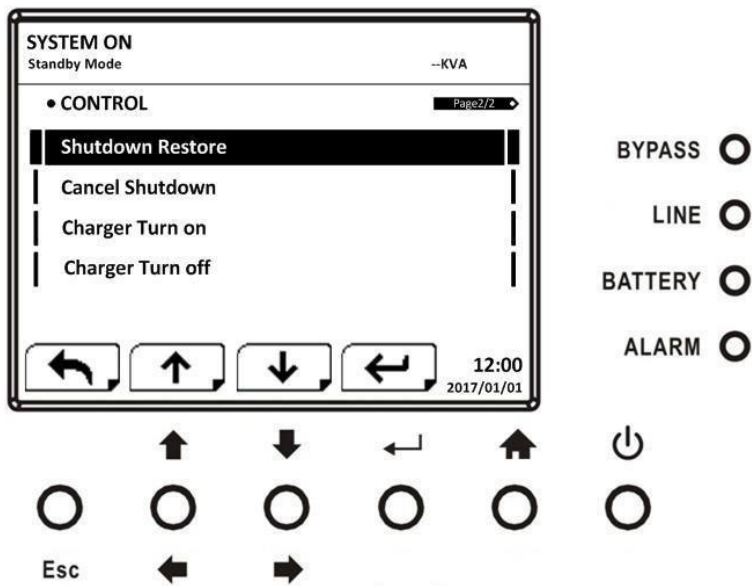 SYSTEM ON
Standby Mode --KVA
• CONTROL Page2/2
Shutdown Restore
Cancel Shutdown
Charger Turn on
Charger Turn off
12:00
2017/01/01
BYPASS
LINE
BATTERY
ALARM
Esc